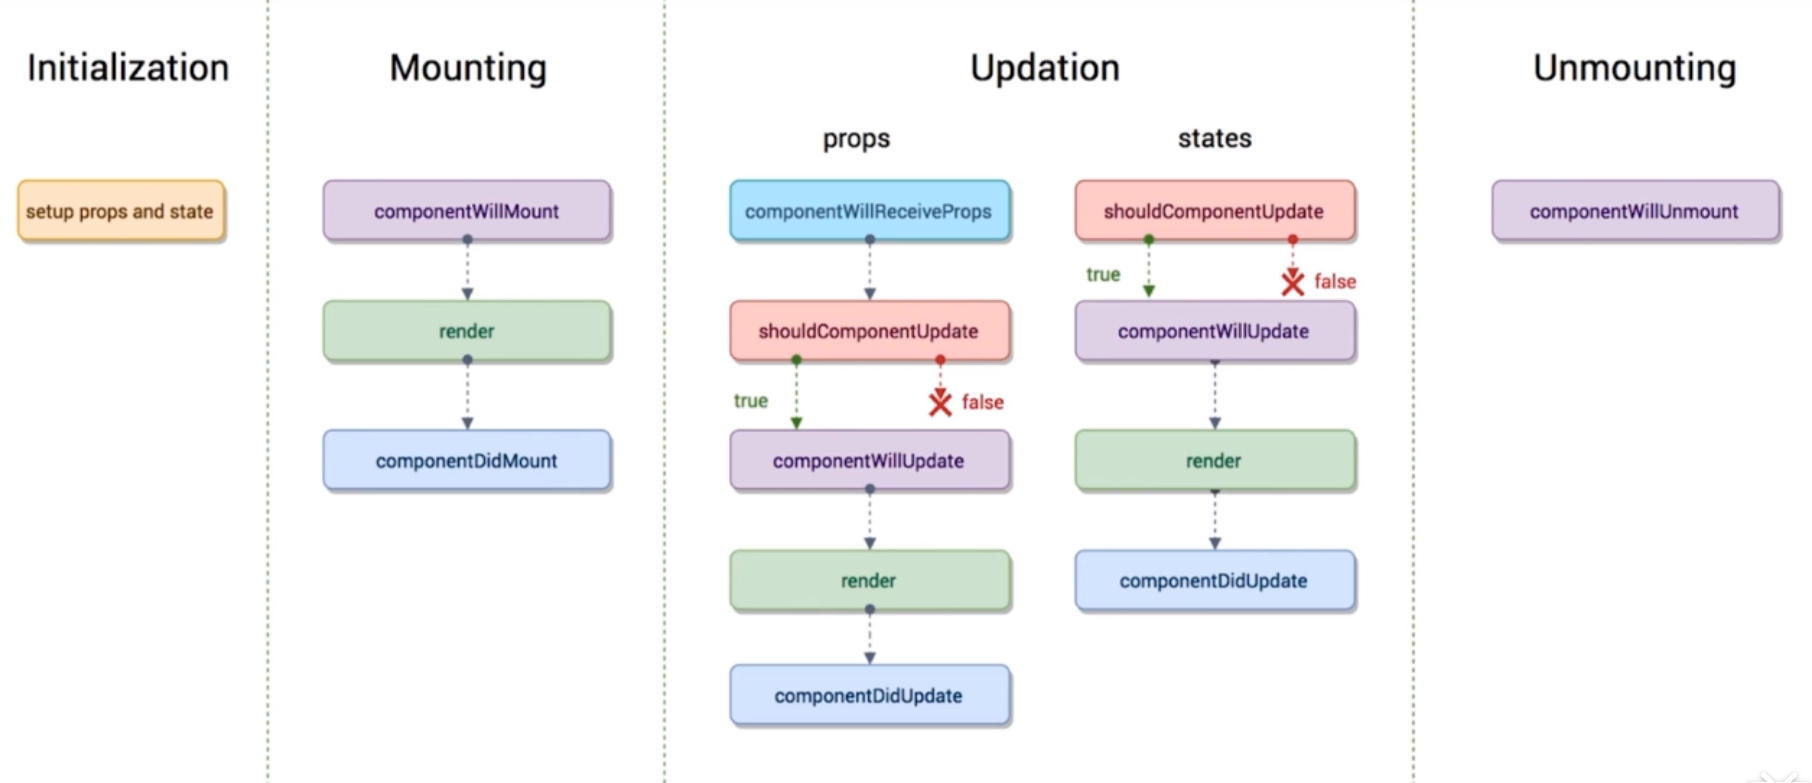 Initialization
Mounting
Updation
Unmounting
props
states
setup props and state
componentWillMount
componentWillReceiveProps
shouldComponentUpdate
componentWillUnmount
true
false
render
shouldComponentUpdate
componentWillUpdate
true
false
componentDidMount
componentWillUpdate
render
render
componentDidUpdate
componentDidUpdate